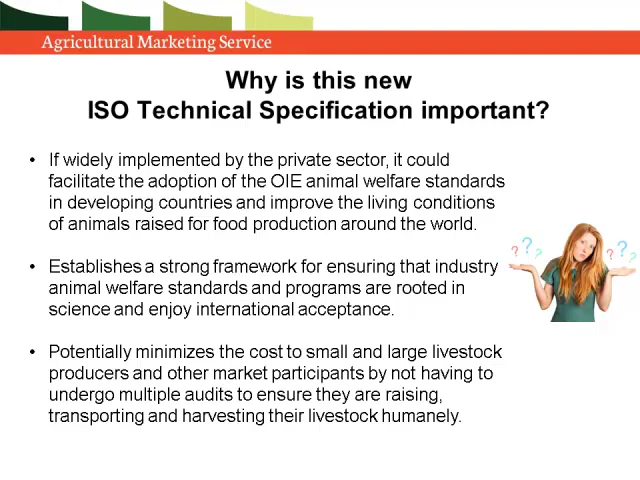 Agricultural Marketing Service
Why is this new
ISO Technical Specification important?
• If widely implemented by the private sector, it could
facilitate the adoption of the OIE animal welfare standards
in developing countries and improve the living conditions
of animals raised for food production around the world.
• Establishes a strong framework for ensuring that industry
animal welfare standards and programs are rooted in
science and enjoy international acceptance.
• Potentially minimizes the cost to small and large livestock
producers and other market participants by not having to
undergo multiple audits to ensure they are raising,
transporting and harvesting their livestock humanely.
? ? ?
? ? ?